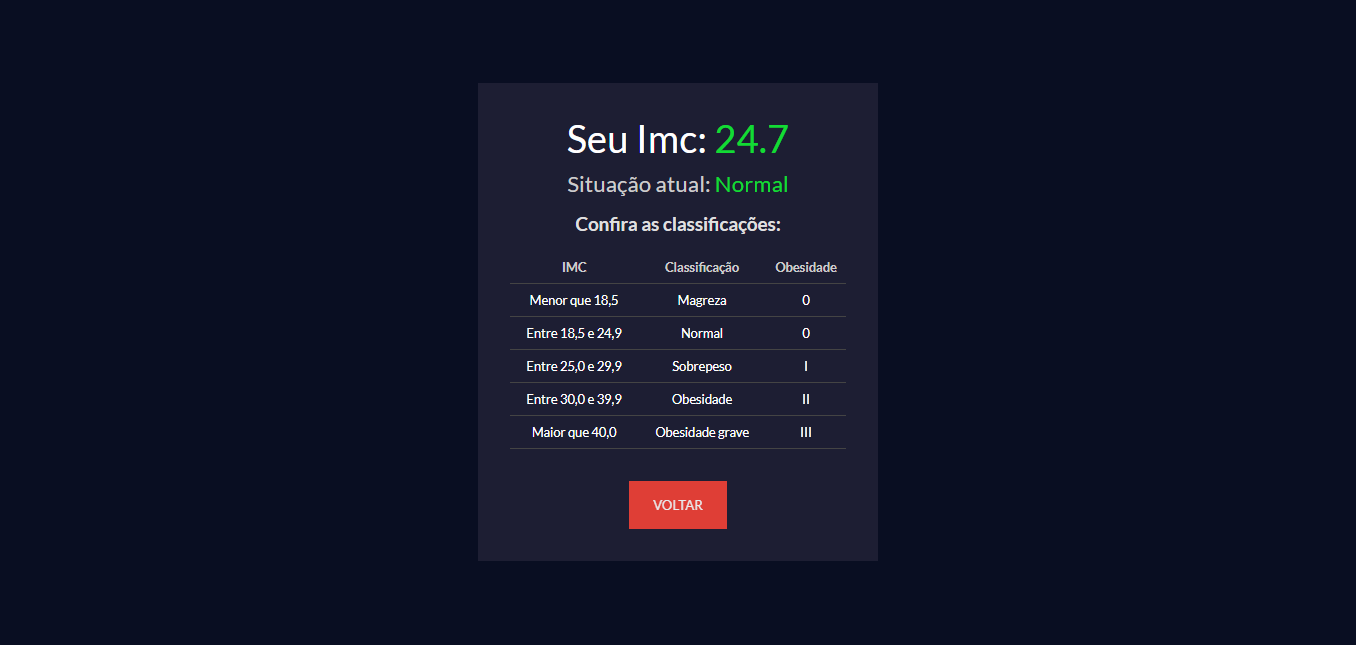 Seu Imc: 24.7
Situação atual: Normal
Confira as classificações:
IMC Classificação Obesidade
Menor que 18,5 Magreza 0
Entre 18,5 e 24,9 Normal 0
Entre 25,0 e 29,9 Sobrepeso I
Entre 30,0 e 39,9 Obesidade II
Maior que 40,0 Obesidade grave III
VOLTAR